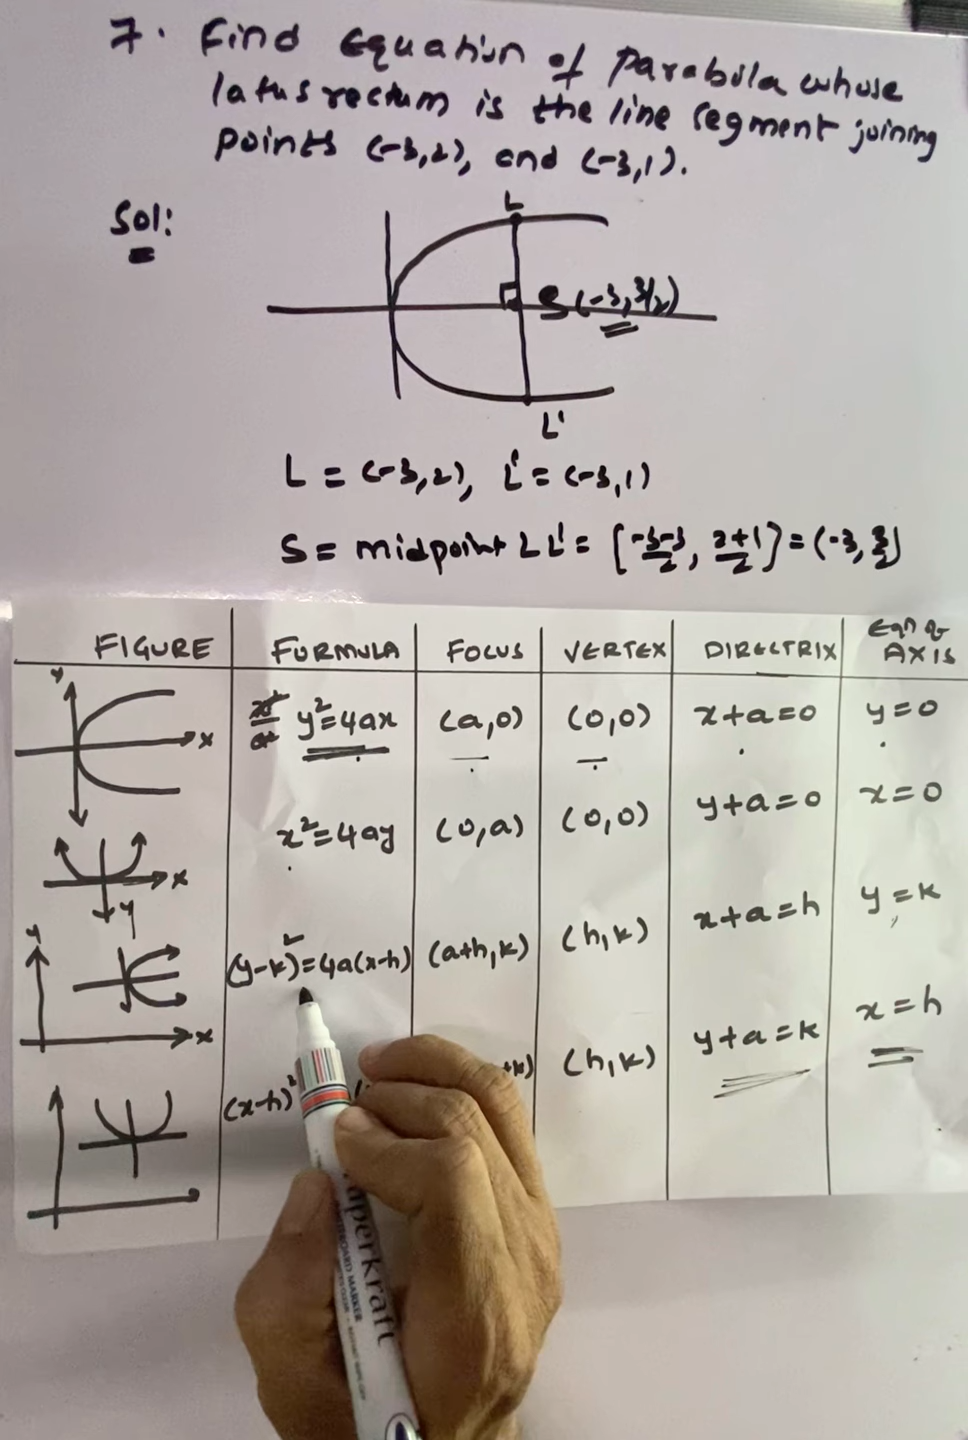 7. Find Equation of Parabola whose
latus rectum is the line segment joining
points (-3,2), and (-3,1).
Sol:
L
S(-3, 3/2)
L'
L = (-3,2), L' = (-3,1)
S = midpoint LL' = [-3-3/2, 2+1/2] = (-3, 3/2)
FIGURE FORMULA FOCUS VERTEX DIRECTRIX Eqn of AXIS
y x y²=4ax (a,0) (0,0) x+a=0 y=0
x y x²=4ay (0,a) (0,0) y+a=0 x=0
y x (y-k)²=4a(x-h) (a+h,k) (h,k) x+a=h y=k
(x-h)² +k) (h,k) y+a=k x=h
aperkraft
WHITEBOARD MARKER